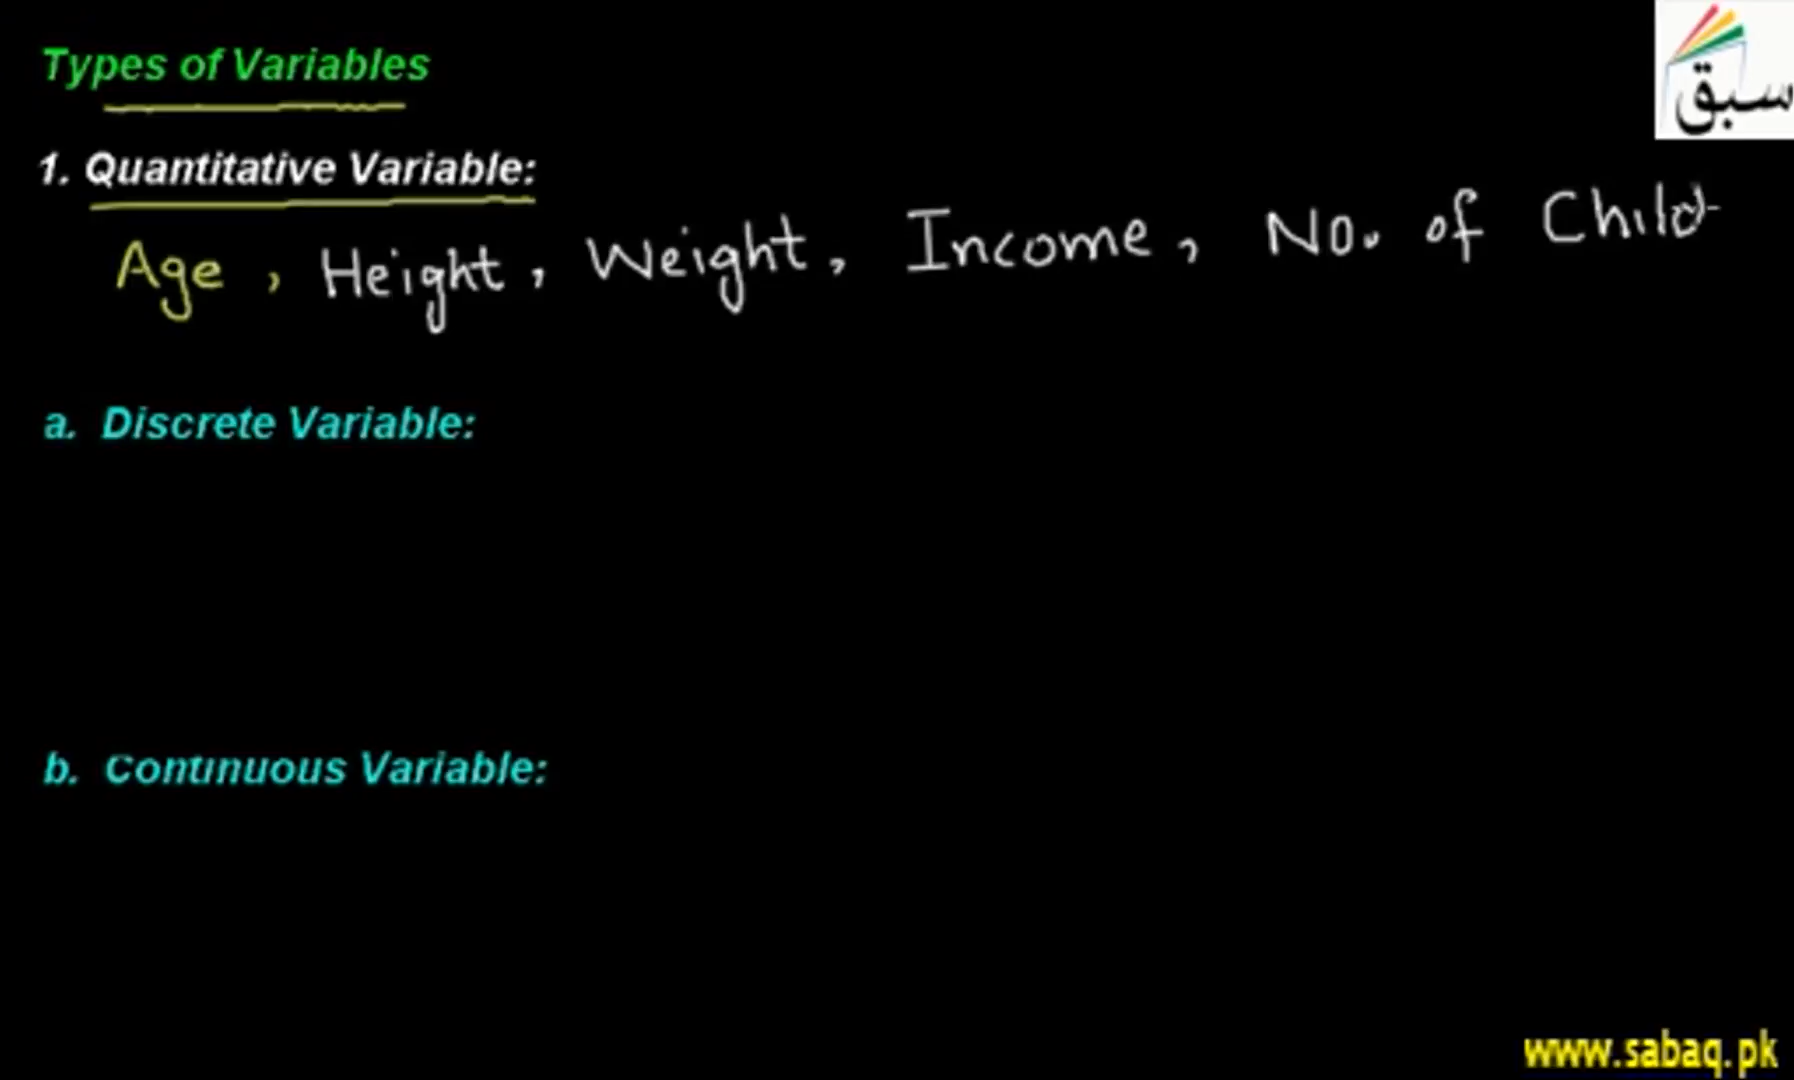 Types of Variables
سبق
1. Quantitative Variable:
Age, Height, Weight, Income, No. of Child
a. Discrete Variable:
b. Continuous Variable:
www.sabaq.pk